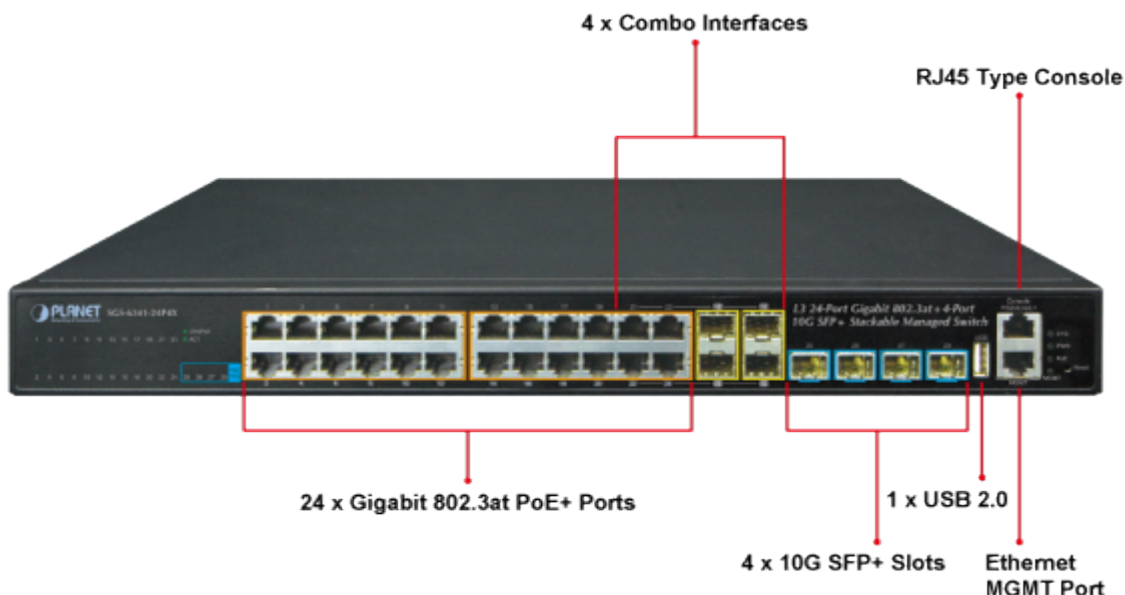 4 x Combo Interfaces
RJ45 Type Console
PLANET SGS-6341-24P4X
L3 24-Port Gigabit 802.3at + 4-Port
10G SFP+ Stackable Managed Switch
Console
MGMT
24 x Gigabit 802.3at PoE+ Ports
1 x USB 2.0
4 x 10G SFP+ Slots
Ethernet
MGMT Port